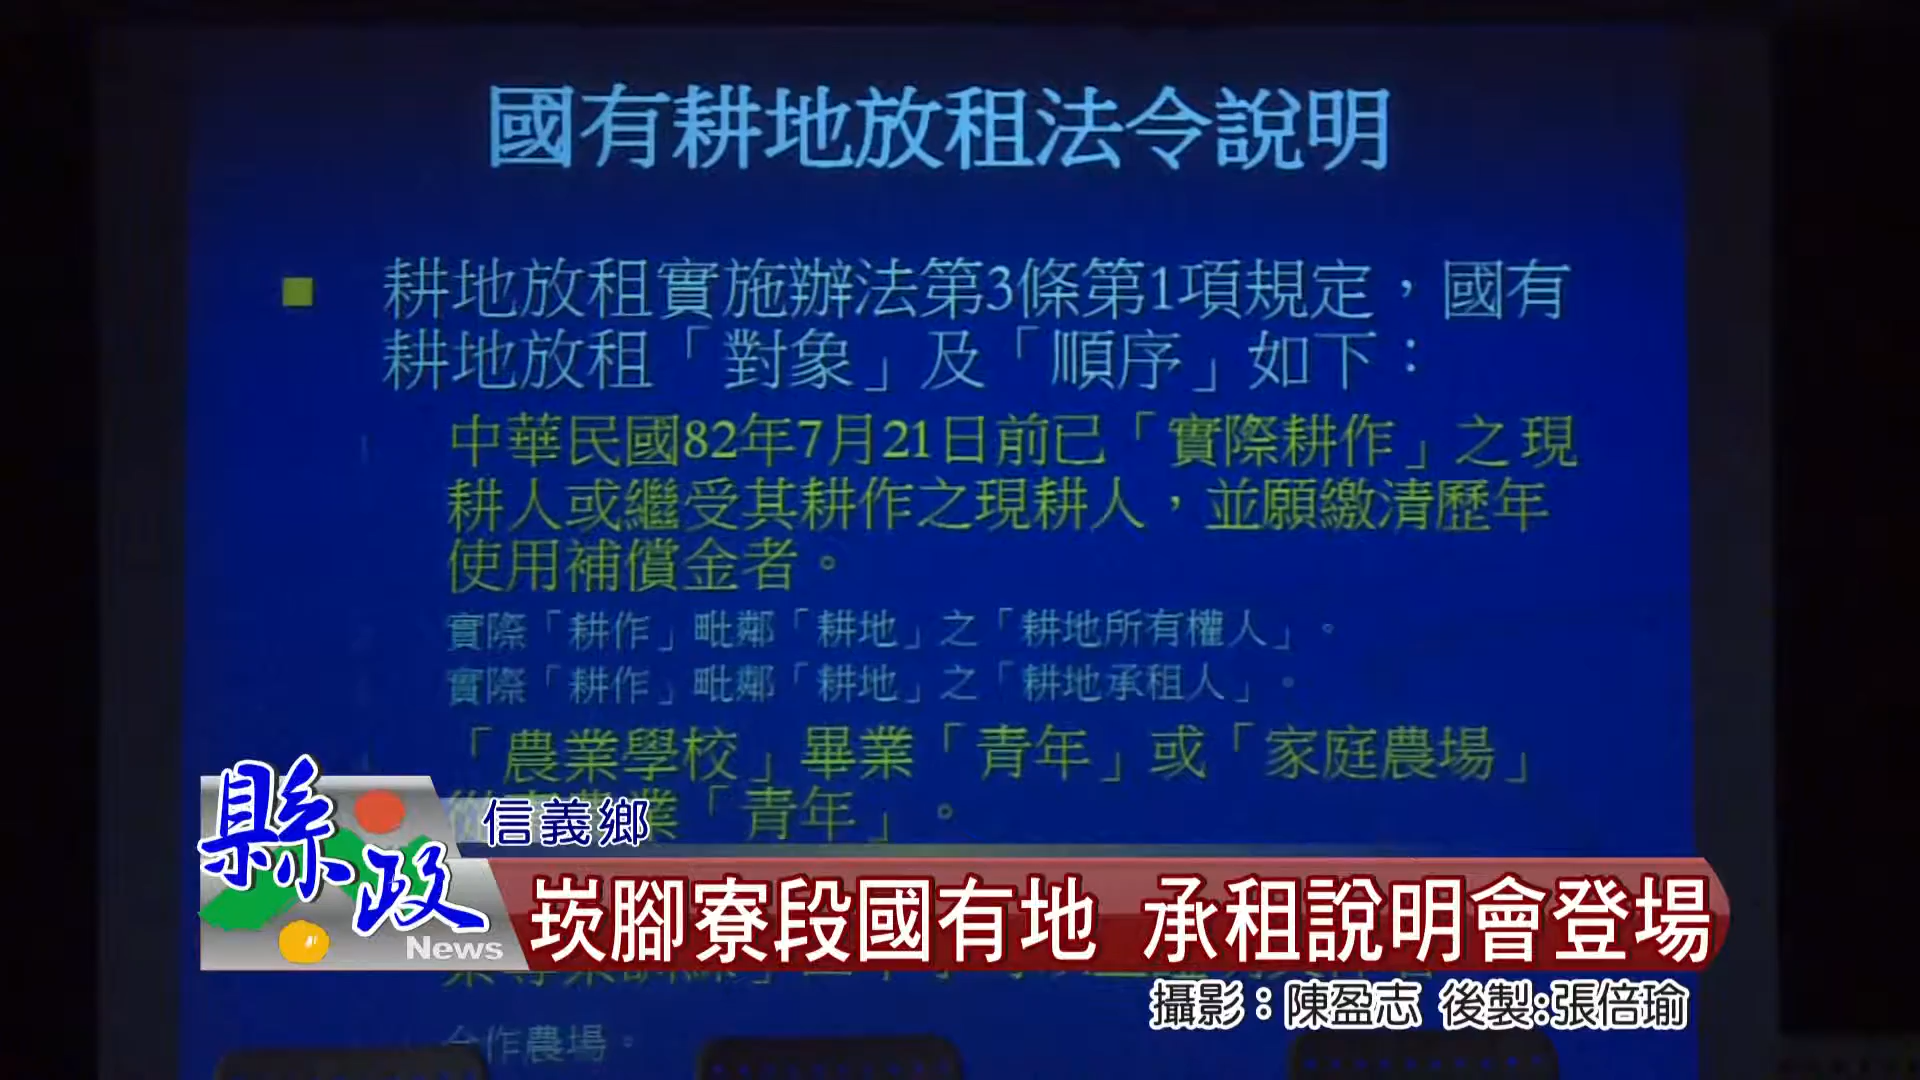 國有耕地放租法令說明
耕地放租實施辦法第3條第1項規定，國有
耕地放租「對象」及「順序」如下：
中華民國82年7月21日前已「實際耕作」之現
耕人或繼受其耕作之現耕人，並願繳清歷年
使用補償金者。
實際「耕作」毗鄰「耕地」之「耕地所有權人」。
實際「耕作」毗鄰「耕地」之「耕地承租人」。
「農業學校」畢業「青年」或「家庭農場」
業「青年」。
縣政
News
信義鄉
崁腳寮段國有地 承租說明會登場
攝影：陳盈志 後製:張倍瑜
合作農場。